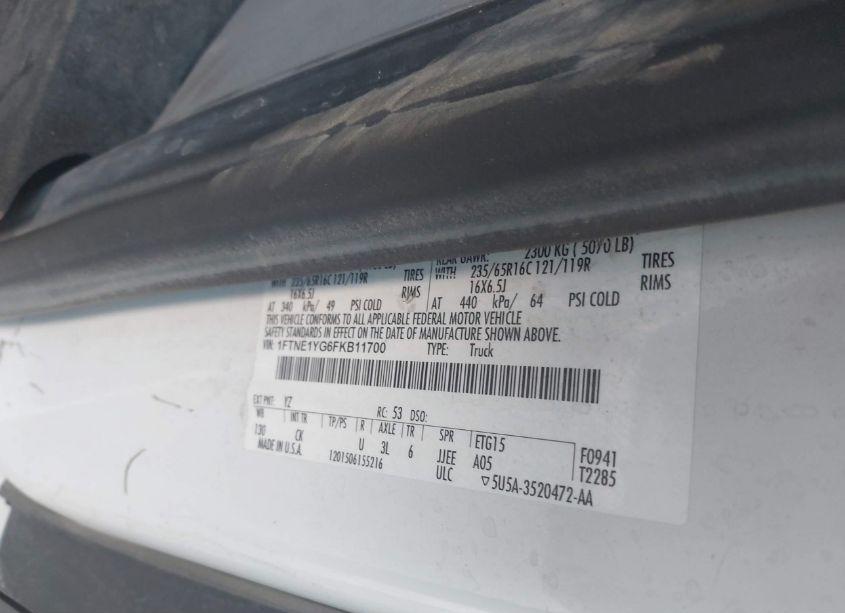 REAR GAWR: 2300 KG ( 5070 LB)
WITH 235/65R16C 121/119R TIRES WITH 235/65R16C 121/119R TIRES
16X6.5J RIMS 16X6.5J RIMS
AT 340 kPa/ 49 PSI COLD AT 440 kPa/ 64 PSI COLD
THIS VEHICLE CONFORMS TO ALL APPLICABLE FEDERAL MOTOR VEHICLE
SAFETY STANDARDS IN EFFECT ON THE DATE OF MANUFACTURE SHOWN ABOVE.
VIN: 1FTNE1YG6FKB11700 TYPE: Truck
EXT PNT: YZ RC: 53 DSO:
WB INT TR TP/PS R AXLE TR SPR ETG15 F0941
130 CK U 3L 6 JJEE A05 T2285
MADE IN U.S.A. 1201506155216 ULC ▽5U5A-3520472-AA